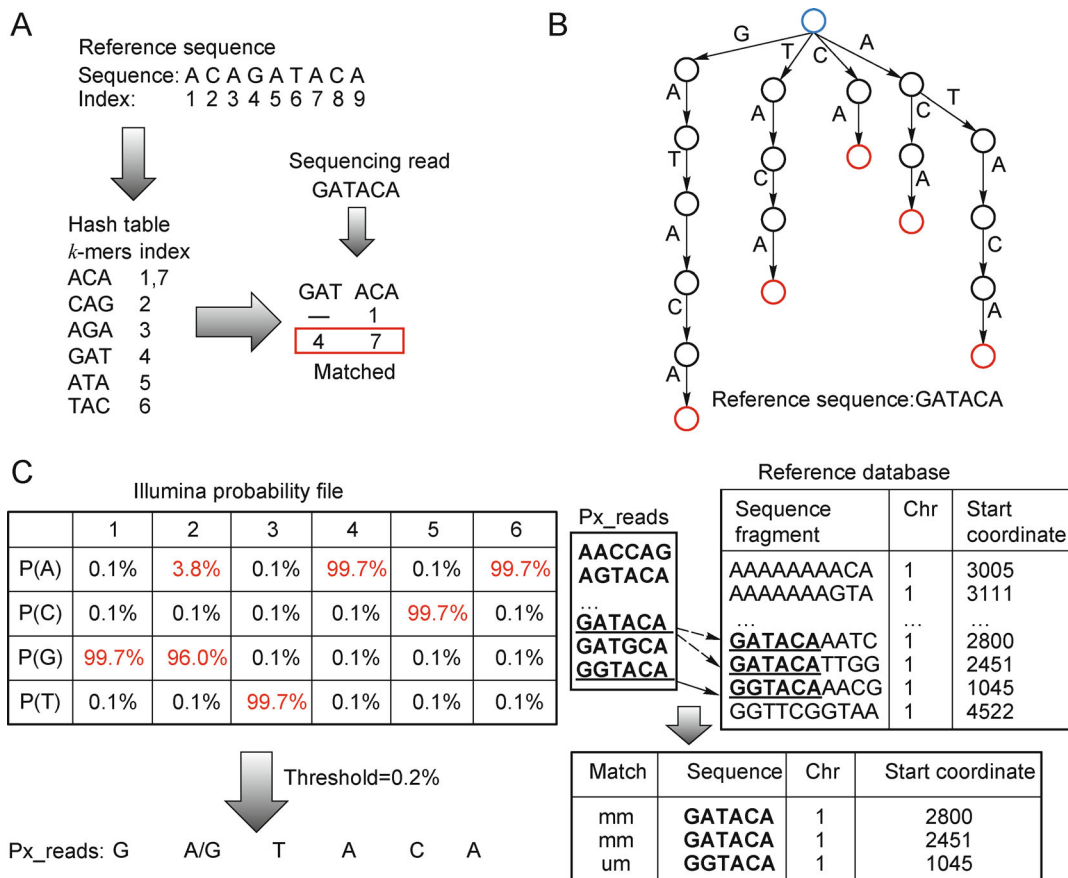 A
Reference sequence
Sequence: A C A G A T A C A
Index: 1 2 3 4 5 6 7 8 9
Sequencing read
GATACA
Hash table
k-mers index
ACA 1,7
CAG 2
AGA 3
GAT 4
ATA 5
TAC 6
GAT ACA
— 1
4 7
Matched
B
G T C A
A A A C T
T C A A
A A C
C A
A
Reference sequence:GATACA
C
Illumina probability file
1 2 3 4 5 6
P(A) 0.1% 3.8% 0.1% 99.7% 0.1% 99.7%
P(C) 0.1% 0.1% 0.1% 0.1% 99.7% 0.1%
P(G) 99.7% 96.0% 0.1% 0.1% 0.1% 0.1%
P(T) 0.1% 0.1% 99.7% 0.1% 0.1% 0.1%
Threshold=0.2%
Px_reads: G A/G T A C A
Px_reads
AACCAG
AGTACA
...
GATACA
GATGCA
GGTACA
Reference database
Sequence fragment Chr Start coordinate
AAAAAAAACA 1 3005
AAAAAAAGTA 1 3111
... ... ...
GATACAAATC 1 2800
GATACATTGG 1 2451
GGTACAAACG 1 1045
GGTTCGGTAA 1 4522
Match Sequence Chr Start coordinate
mm GATACA 1 2800
mm GATACA 1 2451
um GGTACA 1 1045